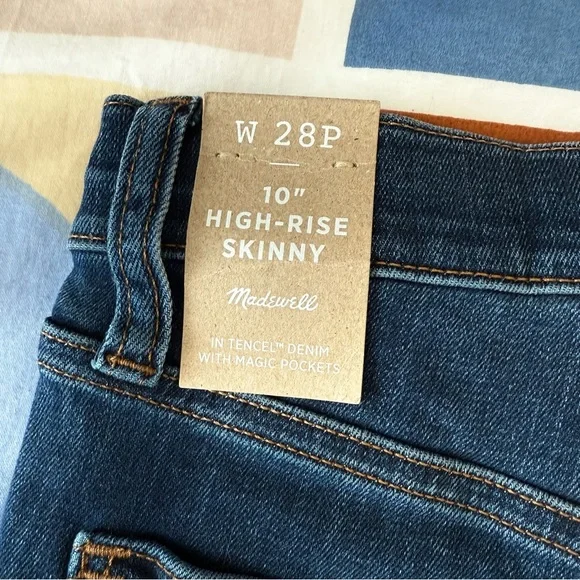 W 28P
10"
HIGH-RISE
SKINNY
Madewell
IN TENCEL™ DENIM
WITH MAGIC POCKETS